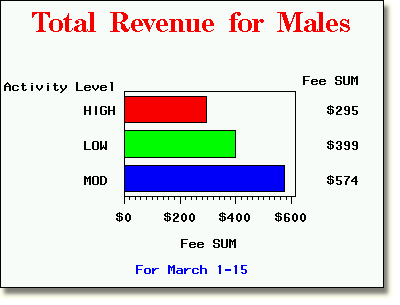 Total Revenue for Males
Fee SUM
Activity Level
HIGH $295
LOW $399
MOD $574
$0 $200 $400 $600
Fee SUM
For March 1-15